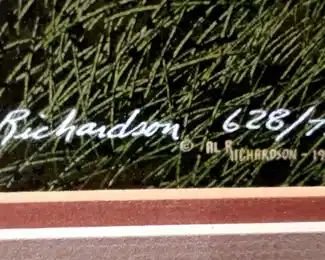 Richardson 628/
© AL RICHARDSON - 19